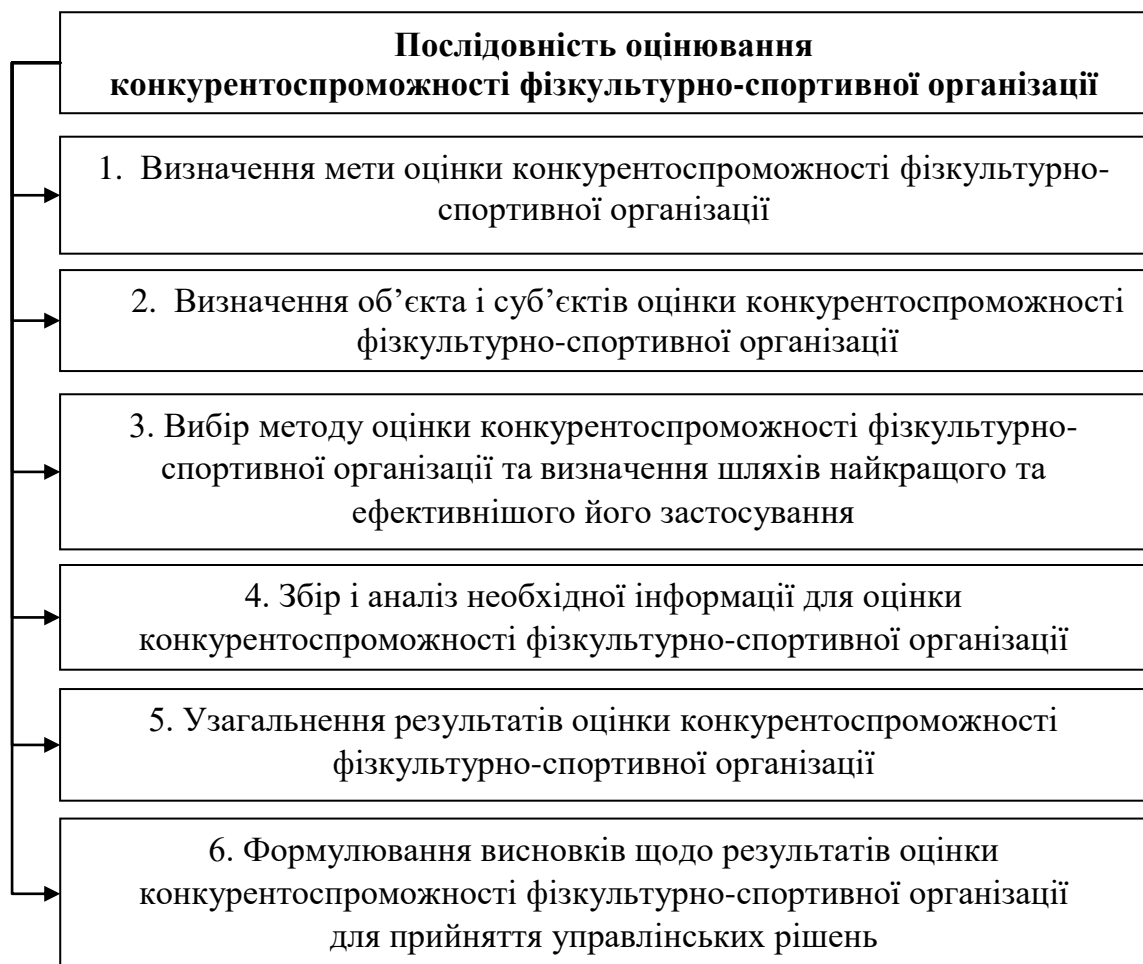 Послідовність оцінювання
конкурентоспроможності фізкультурно-спортивної організації
1. Визначення мети оцінки конкурентоспроможності фізкультурно-
спортивної організації
2. Визначення об’єкта і суб’єктів оцінки конкурентоспроможності
фізкультурно-спортивної організації
3. Вибір методу оцінки конкурентоспроможності фізкультурно-
спортивної організації та визначення шляхів найкращого та
ефективнішого його застосування
4. Збір і аналіз необхідної інформації для оцінки
конкурентоспроможності фізкультурно-спортивної організації
5. Узагальнення результатів оцінки конкурентоспроможності
фізкультурно-спортивної організації
6. Формулювання висновків щодо результатів оцінки
конкурентоспроможності фізкультурно-спортивної організації
для прийняття управлінських рішень